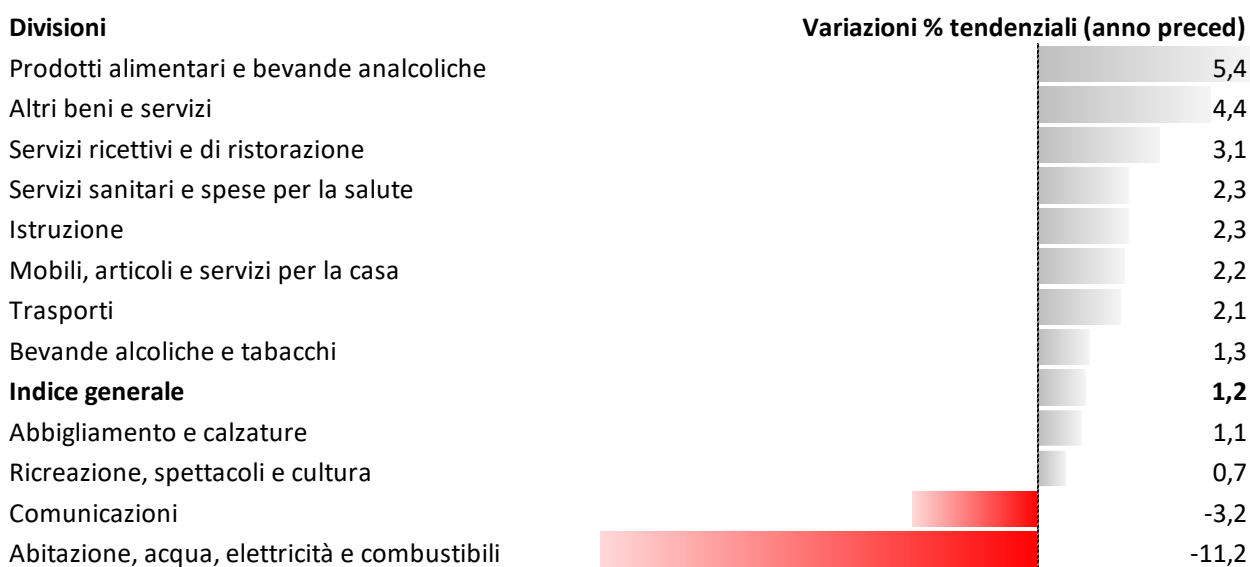 Divisioni Variazioni % tendenziali (anno preced)
Prodotti alimentari e bevande analcoliche 5,4
Altri beni e servizi 4,4
Servizi ricettivi e di ristorazione 3,1
Servizi sanitari e spese per la salute 2,3
Istruzione 2,3
Mobili, articoli e servizi per la casa 2,2
Trasporti 2,1
Bevande alcoliche e tabacchi 1,3
Indice generale 1,2
Abbigliamento e calzature 1,1
Ricreazione, spettacoli e cultura 0,7
Comunicazioni -3,2
Abitazione, acqua, elettricità e combustibili -11,2